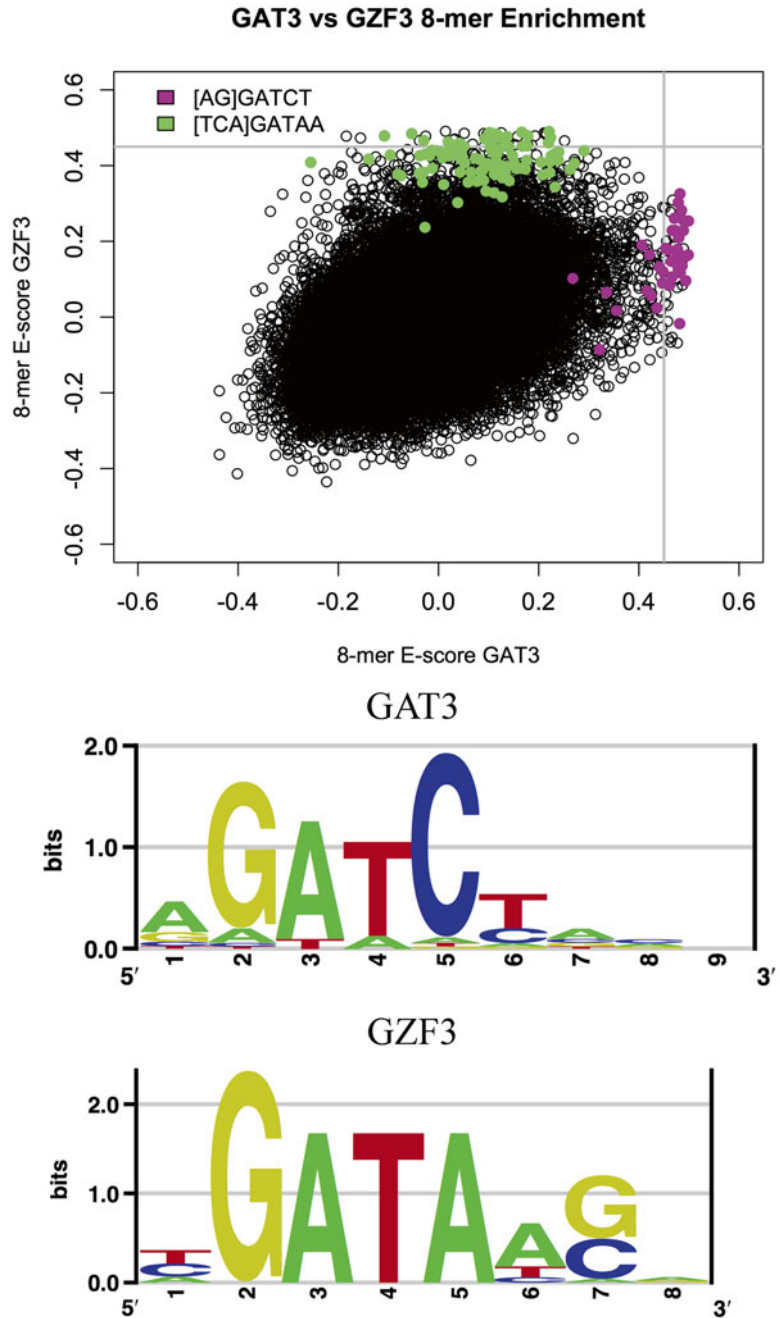 GAT3 vs GZF3 8-mer Enrichment
[AG]GATCT
[TCA]GATAA
0.6
0.4
0.2
0.0
-0.2
-0.4
-0.6
8-mer E-score GZF3
-0.6 -0.4 -0.2 0.0 0.2 0.4 0.6
8-mer E-score GAT3
GAT3
2.0
1.0
0.0
bits
A G A T C T A C
G A C T A A C
5′ 1 2 3 4 5 6 7 8 9 3′
GZF3
2.0
1.0
0.0
bits
T G A T A A G
C T C
5′ 1 2 3 4 5 6 7 8 3′